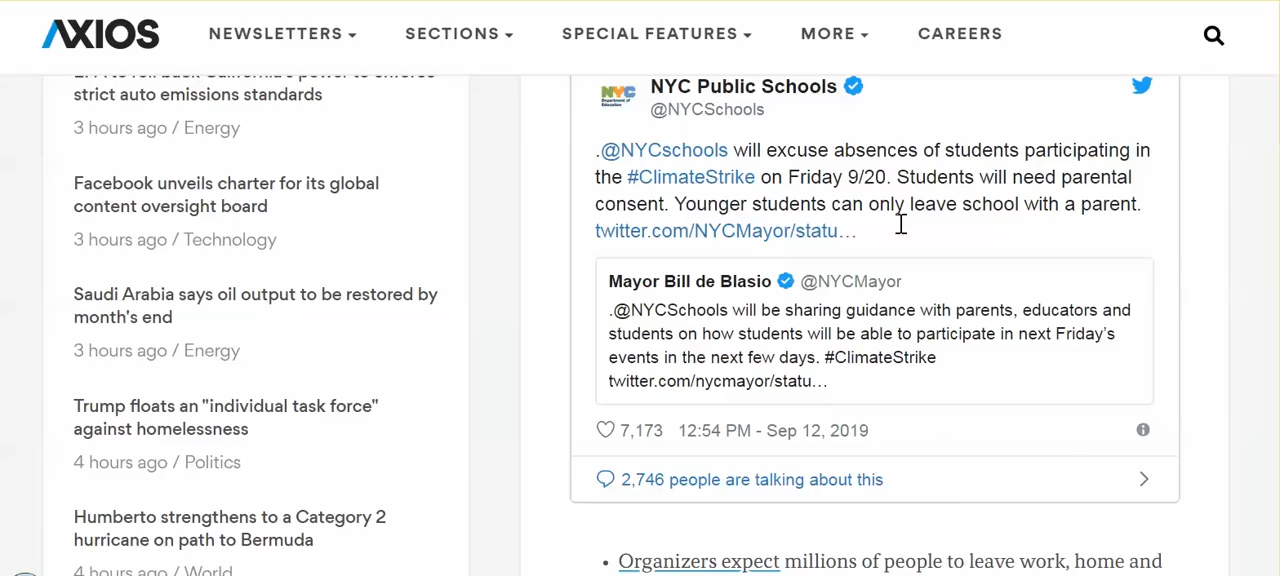 AXIOS
NEWSLETTERS
SECTIONS
SPECIAL FEATURES
MORE
CAREERS
strict auto emissions standards
3 hours ago / Energy
Facebook unveils charter for its global
content oversight board
3 hours ago / Technology
Saudi Arabia says oil output to be restored by
month's end
3 hours ago / Energy
Trump floats an "individual task force"
against homelessness
4 hours ago / Politics
Humberto strengthens to a Category 2
hurricane on path to Bermuda
4 hours ago / World
NYC
Department of
Education
NYC Public Schools
@NYCSchools
.@NYCschools will excuse absences of students participating in
the #ClimateStrike on Friday 9/20. Students will need parental
consent. Younger students can only leave school with a parent.
twitter.com/NYCMayor/statu…
Mayor Bill de Blasio @NYCMayor
.@NYCSchools will be sharing guidance with parents, educators and
students on how students will be able to participate in next Friday's
events in the next few days. #ClimateStrike
twitter.com/nycmayor/statu…
7,173 12:54 PM - Sep 12, 2019
2,746 people are talking about this
• Organizers expect millions of people to leave work, home and